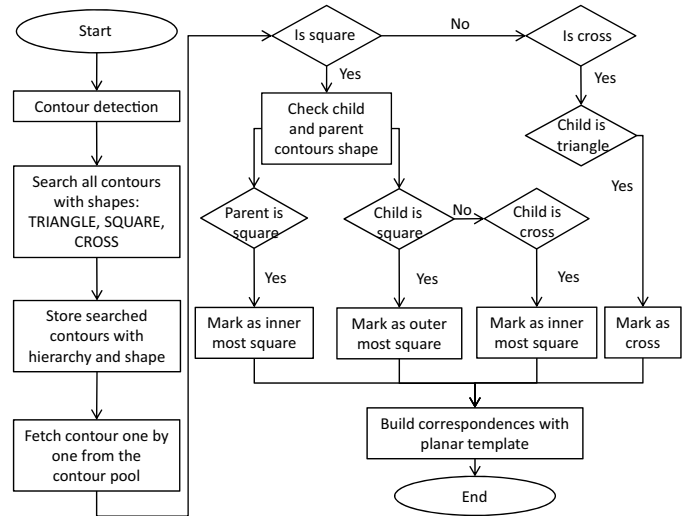 Start
Contour detection
Search all contours
with shapes:
TRIANGLE, SQUARE,
CROSS
Store searched
contours with
hierarchy and shape
Fetch contour one by
one from the
contour pool
Is square
No
Is cross
Yes
Yes
Check child
and parent
contours shape
Child is
triangle
Yes
Parent is
square
Child is
square
No
Child is
cross
Yes
Yes
Yes
Mark as inner
most square
Mark as outer
most square
Mark as inner
most square
Mark as
cross
Build correspondences with
planar template
End